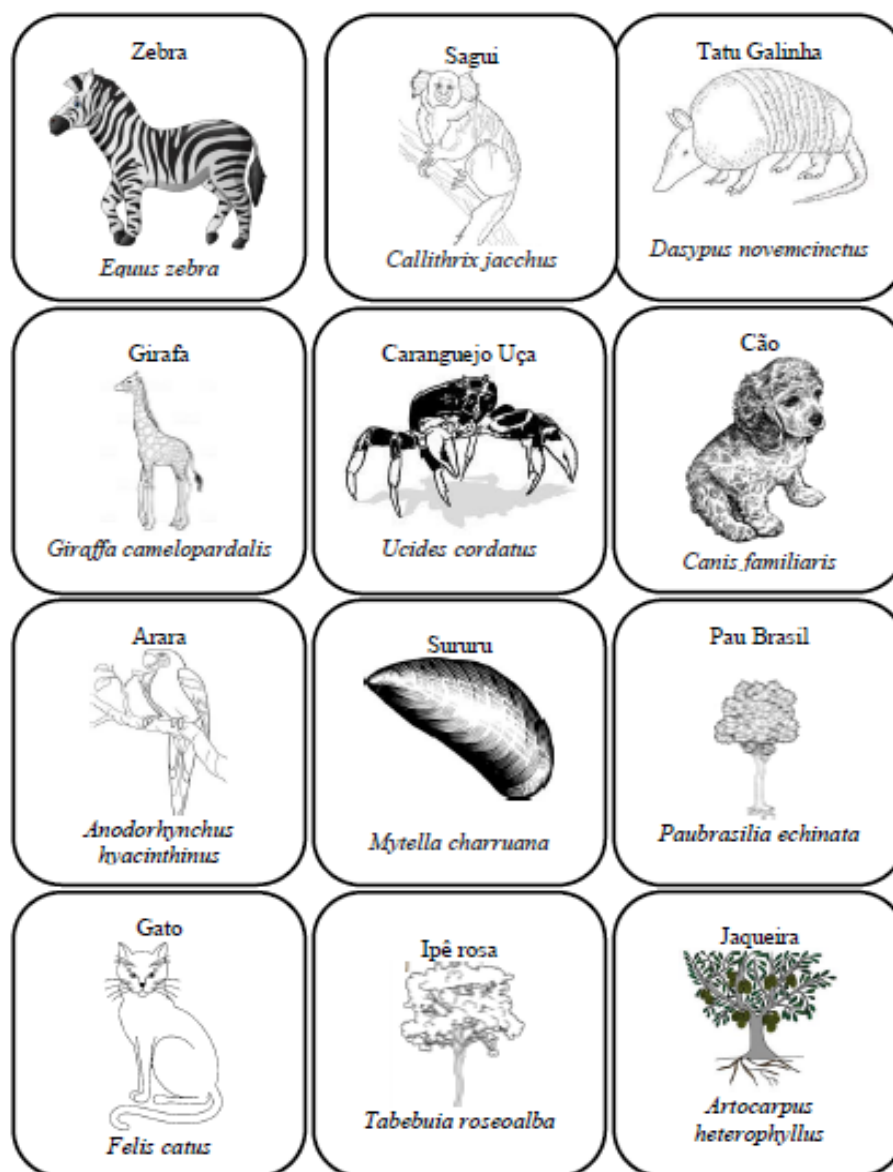 Zebra
Equus zebra
Sagui
Callithrix jacchus
Tatu Galinha
Dasypus novemcinctus
Girafa
Giraffa camelopardalis
Caranguejo Uça
Ucides cordatus
Cão
Canis familiaris
Arara
Anodorhynchus
hyacinthinus
Sururu
Mytella charruana
Pau Brasil
Paubrasilia echinata
Gato
Felis catus
Ipê rosa
Tabebuia roseoalba
Jaqueira
Artocarpus
heterophyllus